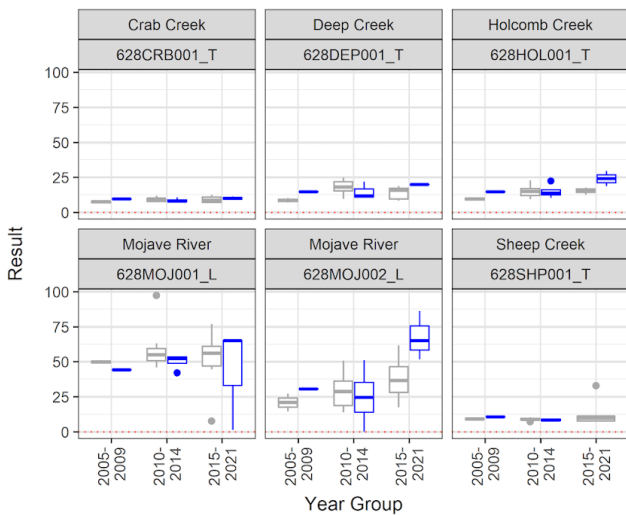 Crab Creek
Deep Creek
Holcomb Creek
628CRB001_T
628DEP001_T
628HOL001_T
100
75
50
25
0
Mojave River
Mojave River
Sheep Creek
628MOJ001_L
628MOJ002_L
628SHP001_T
100
75
50
25
0
Result
2005-
2009
2010-
2014
2015-
2021
2005-
2009
2010-
2014
2015-
2021
2005-
2009
2010-
2014
2015-
2021
Year Group